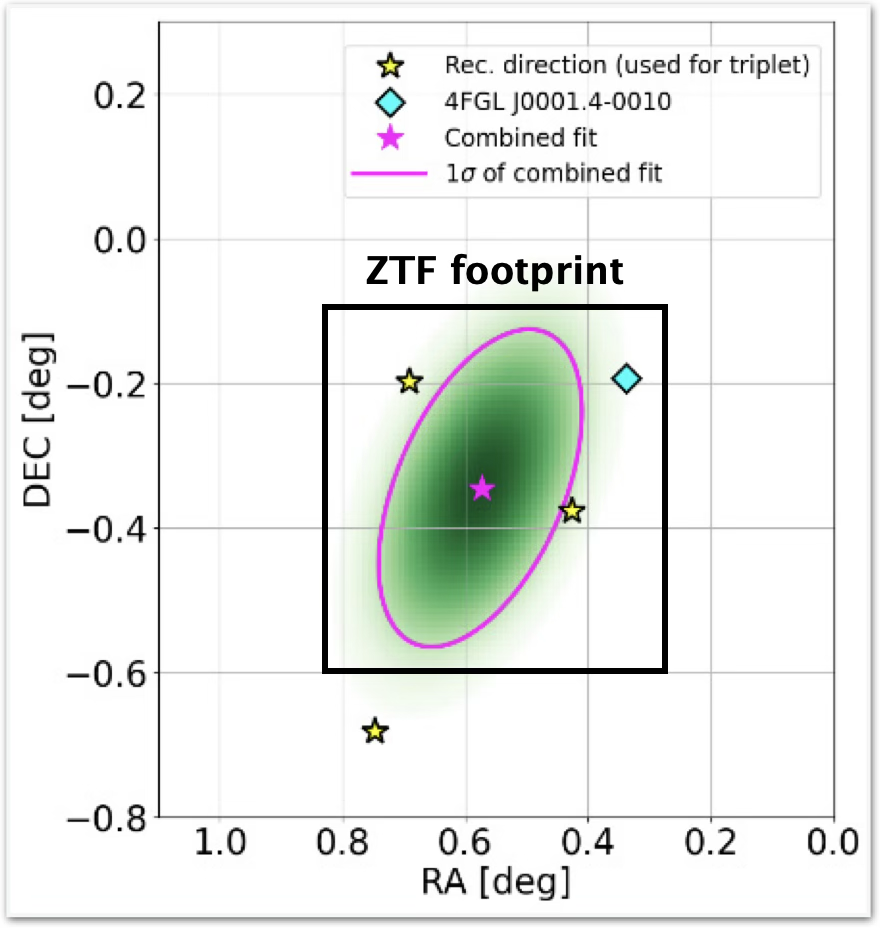 Rec. direction (used for triplet)
4FGL J0001.4-0010
Combined fit
1σ of combined fit
ZTF footprint
DEC [deg]
0.2
0.0
−0.2
−0.4
−0.6
−0.8
1.0 0.8 0.6 0.4 0.2 0.0
RA [deg]